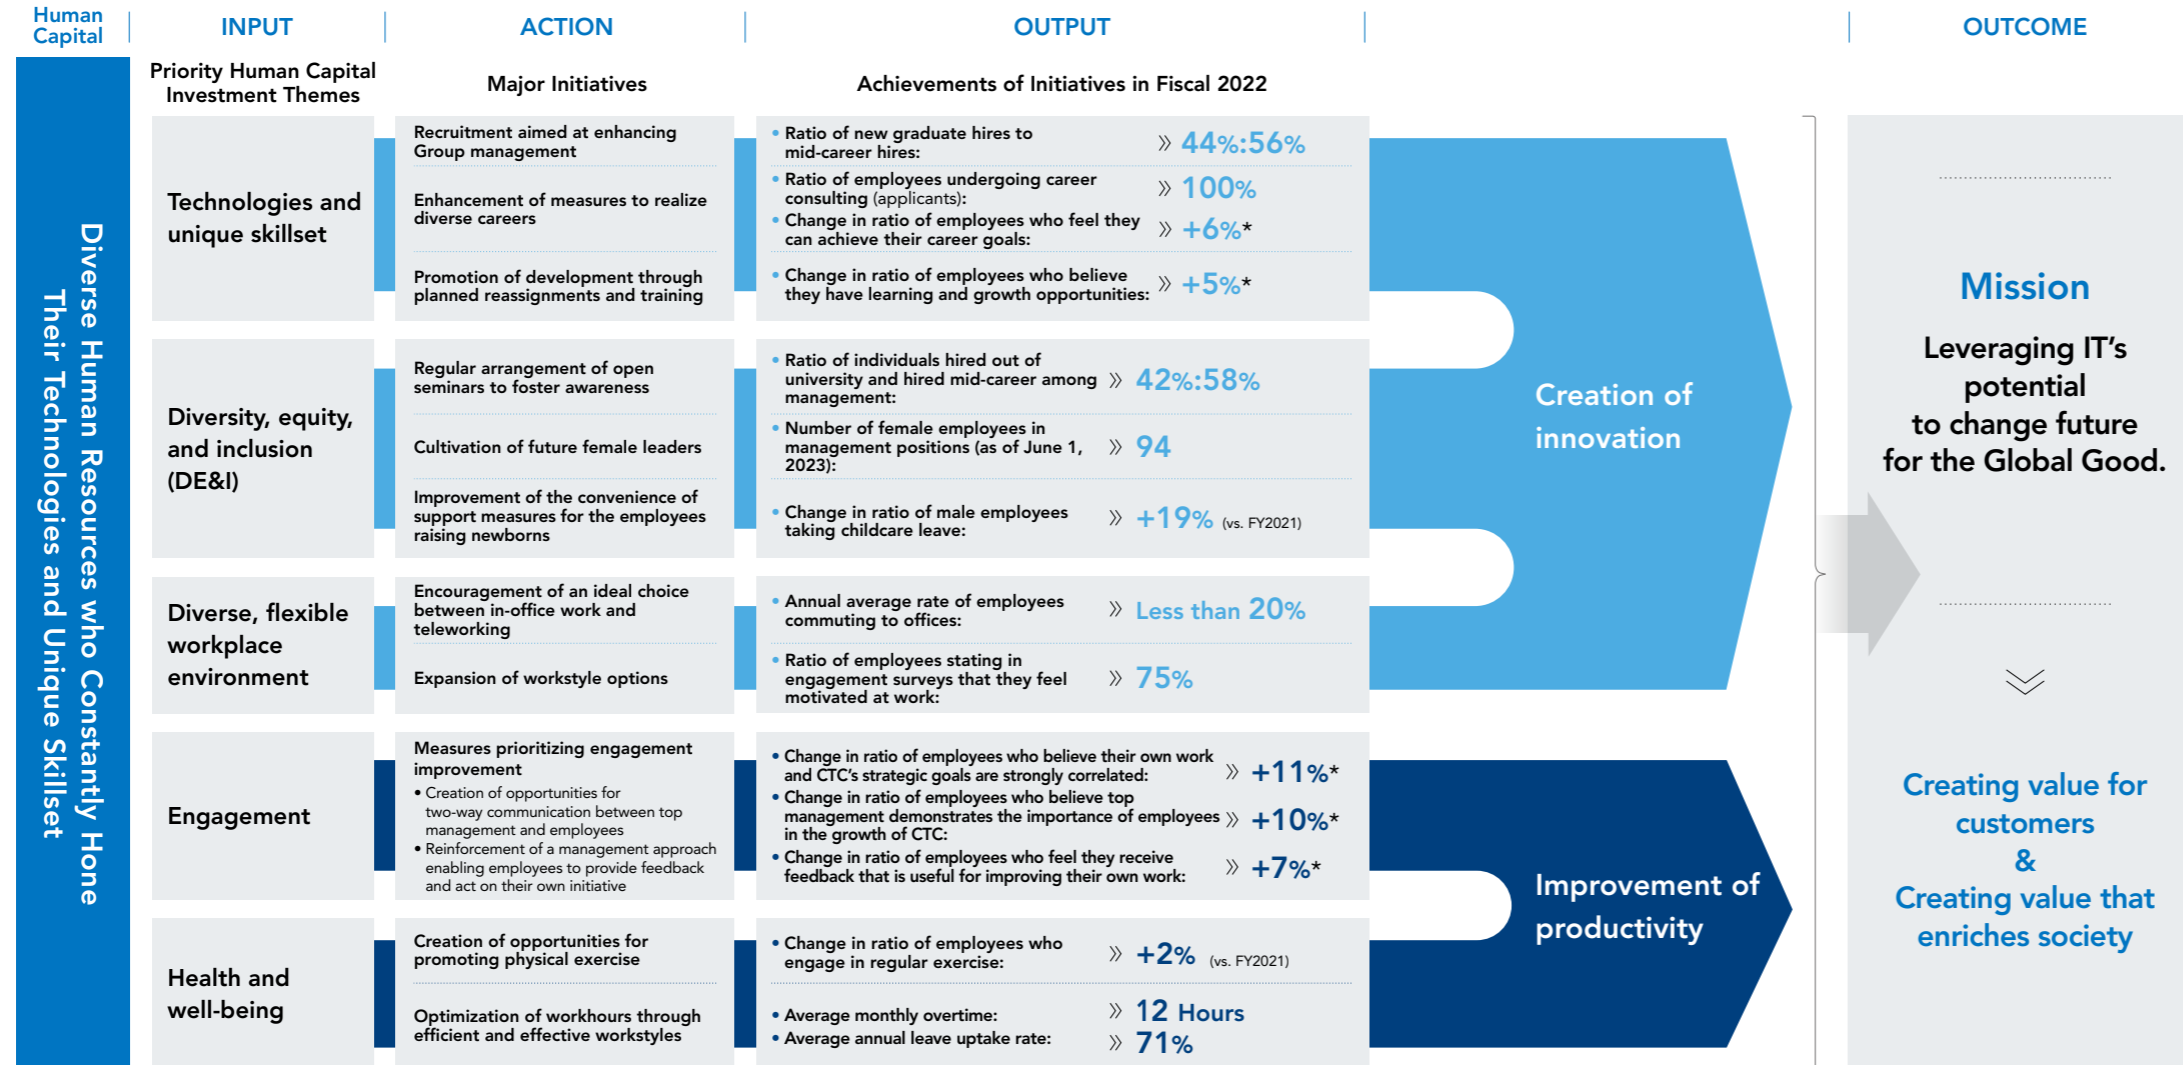 Human
Capital
INPUT
ACTION
OUTPUT
OUTCOME
Diverse Human Resources who Constantly Hone
Their Technologies and Unique Skillset
Priority Human Capital
Investment Themes
Major Initiatives
Achievements of Initiatives in Fiscal 2022
Technologies and
unique skillset
Recruitment aimed at enhancing
Group management
Enhancement of measures to realize
diverse careers
Promotion of development through
planned reassignments and training
• Ratio of new graduate hires to
mid-career hires:
» 44%:56%
• Ratio of employees undergoing career
consulting (applicants):
» 100%
• Change in ratio of employees who feel they
can achieve their career goals:
» +6%*
• Change in ratio of employees who believe
they have learning and growth opportunities:
» +5%*
Diversity, equity,
and inclusion
(DE&I)
Regular arrangement of open
seminars to foster awareness
Cultivation of future female leaders
Improvement of the convenience of
support measures for the employees
raising newborns
• Ratio of individuals hired out of
university and hired mid-career among
management:
» 42%:58%
• Number of female employees in
management positions (as of June 1,
2023):
» 94
• Change in ratio of male employees
taking childcare leave:
» +19% (vs. FY2021)
Diverse, flexible
workplace
environment
Encouragement of an ideal choice
between in-office work and
teleworking
Expansion of workstyle options
• Annual average rate of employees
commuting to offices:
» Less than 20%
• Ratio of employees stating in
engagement surveys that they feel
motivated at work:
» 75%
Creation of
innovation
Engagement
Measures prioritizing engagement
improvement
• Creation of opportunities for
two-way communication between top
management and employees
• Reinforcement of a management approach
enabling employees to provide feedback
and act on their own initiative
• Change in ratio of employees who believe their own work
and CTC's strategic goals are strongly correlated:
» +11%*
• Change in ratio of employees who believe top
management demonstrates the importance of employees
in the growth of CTC:
» +10%*
• Change in ratio of employees who feel they receive
feedback that is useful for improving their own work:
» +7%*
Health and
well-being
Creation of opportunities for
promoting physical exercise
Optimization of workhours through
efficient and effective workstyles
• Change in ratio of employees who
engage in regular exercise:
» +2% (vs. FY2021)
• Average monthly overtime:
» 12 Hours
• Average annual leave uptake rate:
» 71%
Improvement of
productivity
Mission
Leveraging IT's
potential
to change future
for the Global Good.
Creating value for
customers
&
Creating value that
enriches society